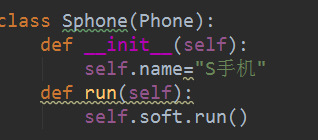 class Sphone(Phone):
    def __init__(self):
        self.name="S手机"
    def run(self):
        self.soft.run()